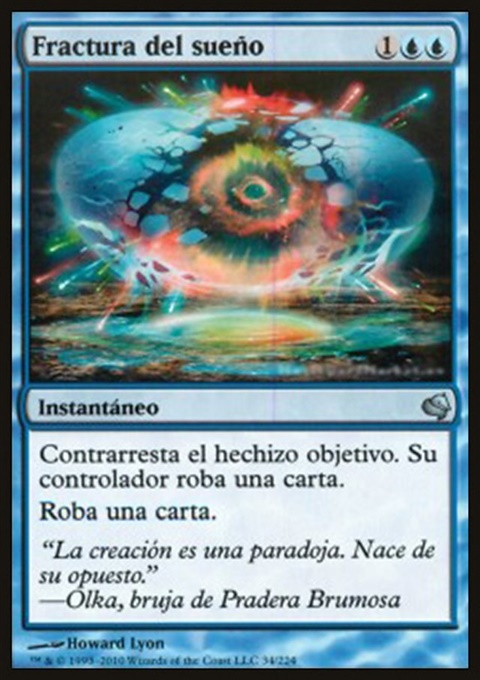 Fractura del sueño 1
Instantáneo
Contrarresta el hechizo objetivo. Su
controlador roba una carta.
Roba una carta.
“La creación es una paradoja. Nace de
su opuesto.”
—Olka, bruja de Pradera Brumosa
Howard Lyon
™ & © 1993-2010 Wizards of the Coast LLC 34/224